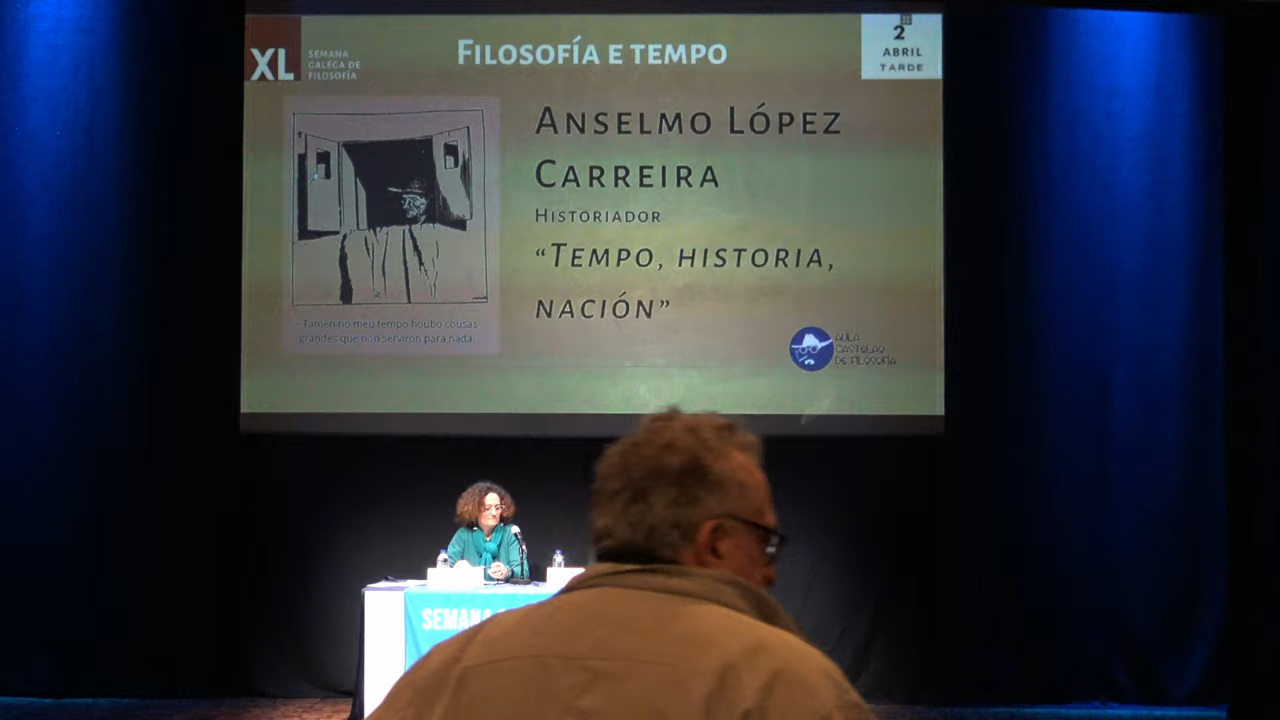 XL
SEMANA
GALEGA DE
FILOSOFÍA
FILOSOFÍA E TEMPO
2
ABRIL
TARDE
ANSELMO LÓPEZ
CARREIRA
HISTORIADOR
“TEMPO, HISTORIA,
NACIÓN”
- Tamén no meu tempo houbo cousas
grandes que non serviron para nada.
AULA
CASTELAO
DE FILOSOFÍA
SEMANA